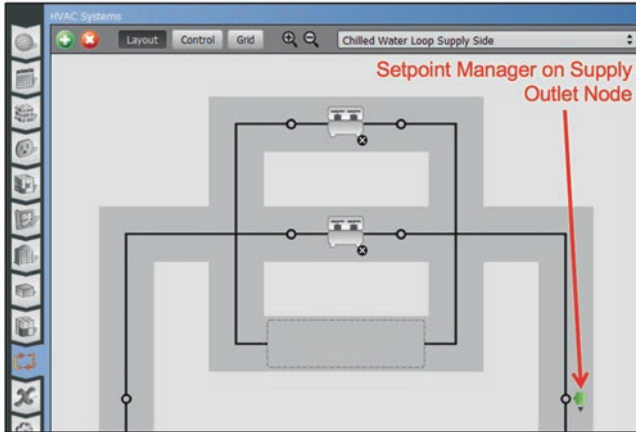 HVAC Systems
Layout Control Grid Chilled Water Loop Supply Side
Setpoint Manager on Supply
Outlet Node